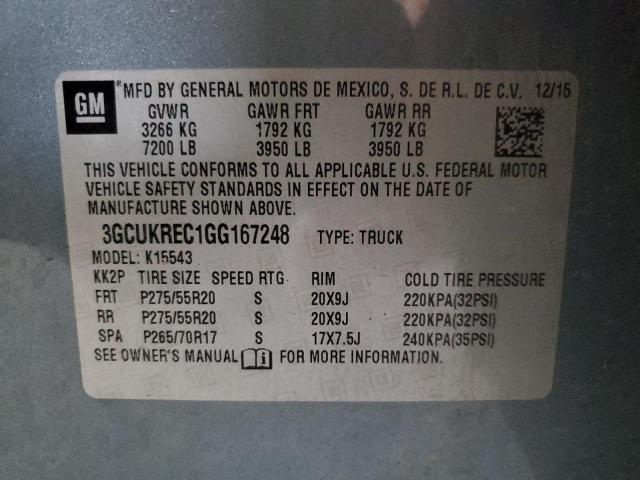 GM
® MFD BY GENERAL MOTORS DE MEXICO, S. DE R.L. DE C.V. 12/15
GVWR GAWR FRT GAWR RR
3266 KG 1792 KG 1792 KG
7200 LB 3950 LB 3950 LB
THIS VEHICLE CONFORMS TO ALL APPLICABLE U.S. FEDERAL MOTOR
VEHICLE SAFETY STANDARDS IN EFFECT ON THE DATE OF
MANUFACTURE SHOWN ABOVE.
3GCUKREC1GG167248 TYPE: TRUCK
MODEL: K15543
KK2P TIRE SIZE SPEED RTG RIM COLD TIRE PRESSURE
FRT P275/55R20 S 20X9J 220KPA(32PSI)
RR P275/55R20 S 20X9J 220KPA(32PSI)
SPA P265/70R17 S 17X7.5J 240KPA(35PSI)
SEE OWNER'S MANUAL FOR MORE INFORMATION.